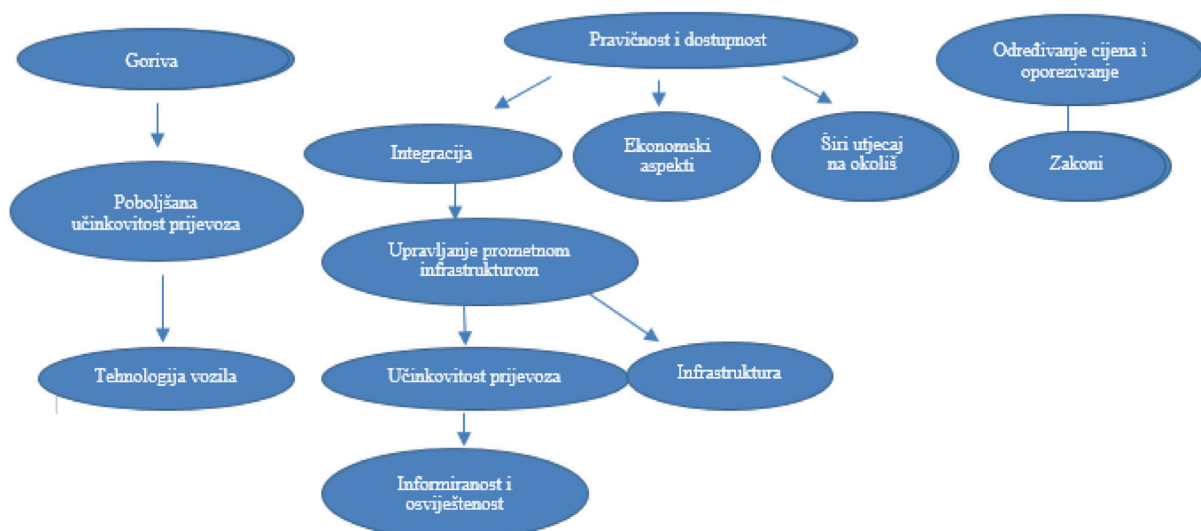 Goriva
Poboljšana
učinkovitost prijevoza
Tehnologija vozila
Pravičnost i dostupnost
Integracija
Ekonomski
aspekti
Širi utjecaj
na okoliš
Upravljanje prometnom
infrastrukturom
Učinkovitost prijevoza
Infrastruktura
Informiranost i
osviještenost
Određivanje cijena i
oporezivanje
Zakoni